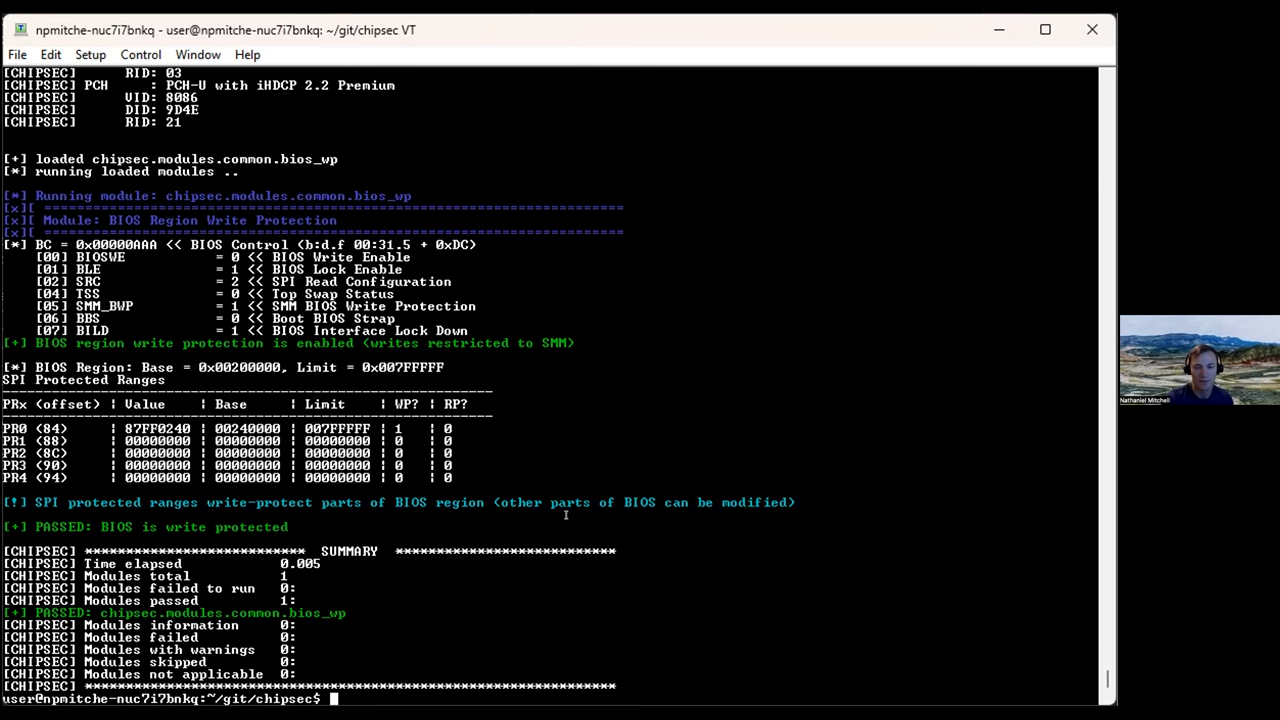 npmitche-nuc7i7bnkq - user@npmitche-nuc7i7bnkq: ~/git/chipsec VT
File Edit Setup Control Window Help
[CHIPSEC] RID: 03
[CHIPSEC] PCH : PCH-U with iHDCP 2.2 Premium
[CHIPSEC] VID: 8086
[CHIPSEC] DID: 9D4E
[CHIPSEC] RID: 21
[+] loaded chipsec.modules.common.bios_wp
[*] running loaded modules ..
[*] Running module: chipsec.modules.common.bios_wp
[x][ =======================================================================
[x][ Module: BIOS Region Write Protection
[x][ =======================================================================
[*] BC = 0x00000AAA << BIOS Control (b:d.f 00:31.5 + 0xDC)
[00] BIOSWE = 0 << BIOS Write Enable
[01] BLE = 1 << BIOS Lock Enable
[02] SRC = 2 << SPI Read Configuration
[04] TSS = 0 << Top Swap Status
[05] SMM_BWP = 1 << SMM BIOS Write Protection
[06] BBS = 0 << Boot BIOS Strap
[07] BILD = 1 << BIOS Interface Lock Down
[+] BIOS region write protection is enabled (writes restricted to SMM)
[*] BIOS Region: Base = 0x00200000, Limit = 0x007FFFFF
SPI Protected Ranges
------------------------------------------------------------
PRx (offset) | Value | Base | Limit | WP? | RP?
------------------------------------------------------------
PR0 (84) | 87FF0240 | 00240000 | 007FFFFF | 1 | 0
PR1 (88) | 00000000 | 00000000 | 00000000 | 0 | 0
PR2 (8C) | 00000000 | 00000000 | 00000000 | 0 | 0
PR3 (90) | 00000000 | 00000000 | 00000000 | 0 | 0
PR4 (94) | 00000000 | 00000000 | 00000000 | 0 | 0
[!] SPI protected ranges write-protect parts of BIOS region (other parts of BIOS can be modified)
[+] PASSED: BIOS is write protected
[CHIPSEC] *************************** SUMMARY ***************************
[CHIPSEC] Time elapsed 0.005
[CHIPSEC] Modules total 1
[CHIPSEC] Modules failed to run 0:
[CHIPSEC] Modules passed 1:
[+] PASSED: chipsec.modules.common.bios_wp
[CHIPSEC] Modules information 0:
[CHIPSEC] Modules failed 0:
[CHIPSEC] Modules with warnings 0:
[CHIPSEC] Modules skipped 0:
[CHIPSEC] Modules not applicable 0:
[CHIPSEC] *****************************************************************
user@npmitche-nuc7i7bnkq:~/git/chipsec$
Nathaniel Mitchell